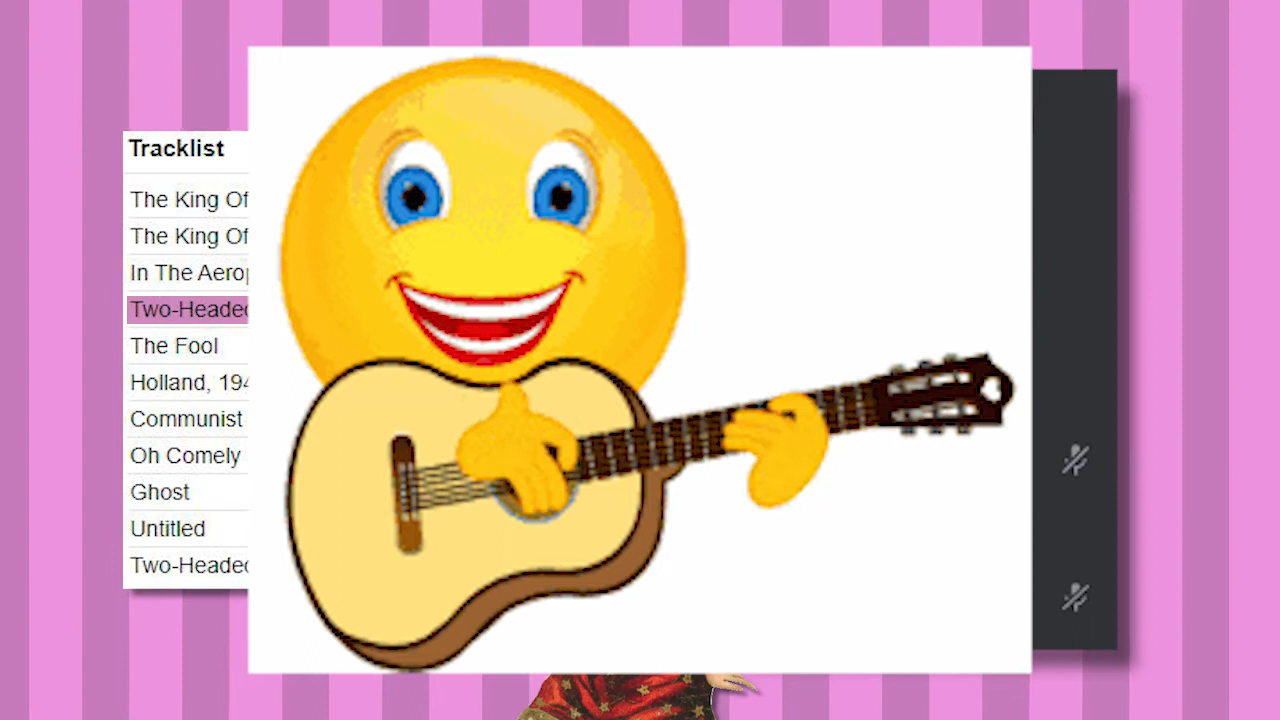 Tracklist
The King Of
The King Of
In The Aerop
Two-Headed
The Fool
Holland, 194
Communist
Oh Comely
Ghost
Untitled
Two-Headed